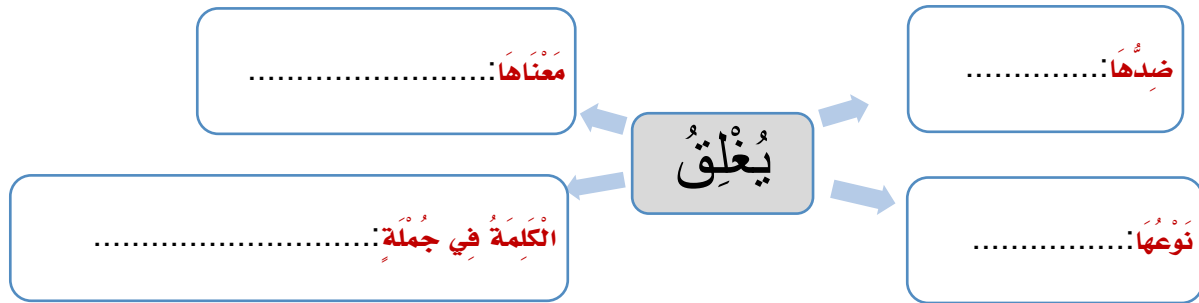 ضِدُّهَا:..............
مَعْنَاهَا:.........................
يُغْلِقُ
نَوْعُهَا:................
الْكَلِمَةُ فِي جُمْلَةٍ:.............................